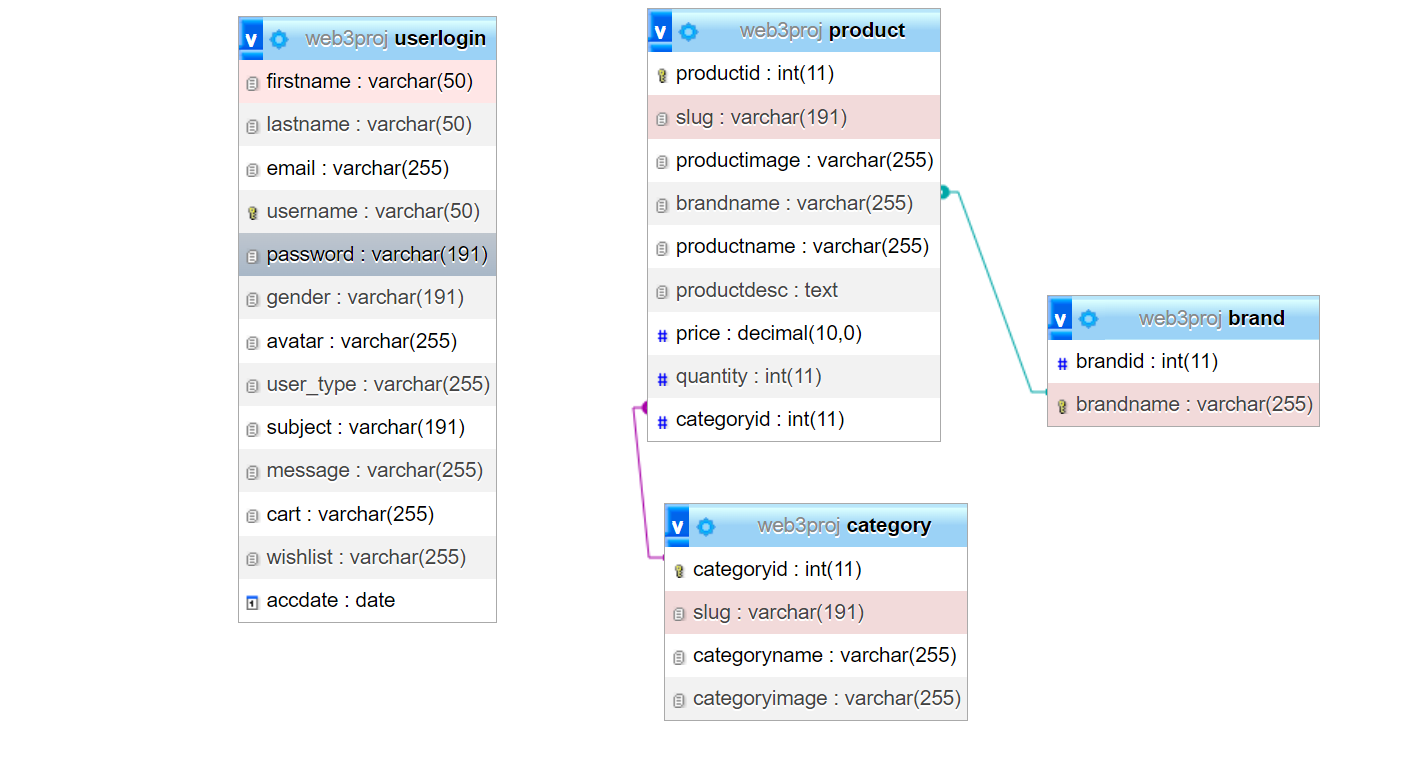 v web3proj userlogin
firstname : varchar(50)
lastname : varchar(50)
email : varchar(255)
username : varchar(50)
password : varchar(191)
gender : varchar(191)
avatar : varchar(255)
user_type : varchar(255)
subject : varchar(191)
message : varchar(255)
cart : varchar(255)
wishlist : varchar(255)
accdate : date
v web3proj product
productid : int(11)
slug : varchar(191)
productimage : varchar(255)
brandname : varchar(255)
productname : varchar(255)
productdesc : text
# price : decimal(10,0)
# quantity : int(11)
# categoryid : int(11)
v web3proj brand
# brandid : int(11)
brandname : varchar(255)
v web3proj category
categoryid : int(11)
slug : varchar(191)
categoryname : varchar(255)
categoryimage : varchar(255)